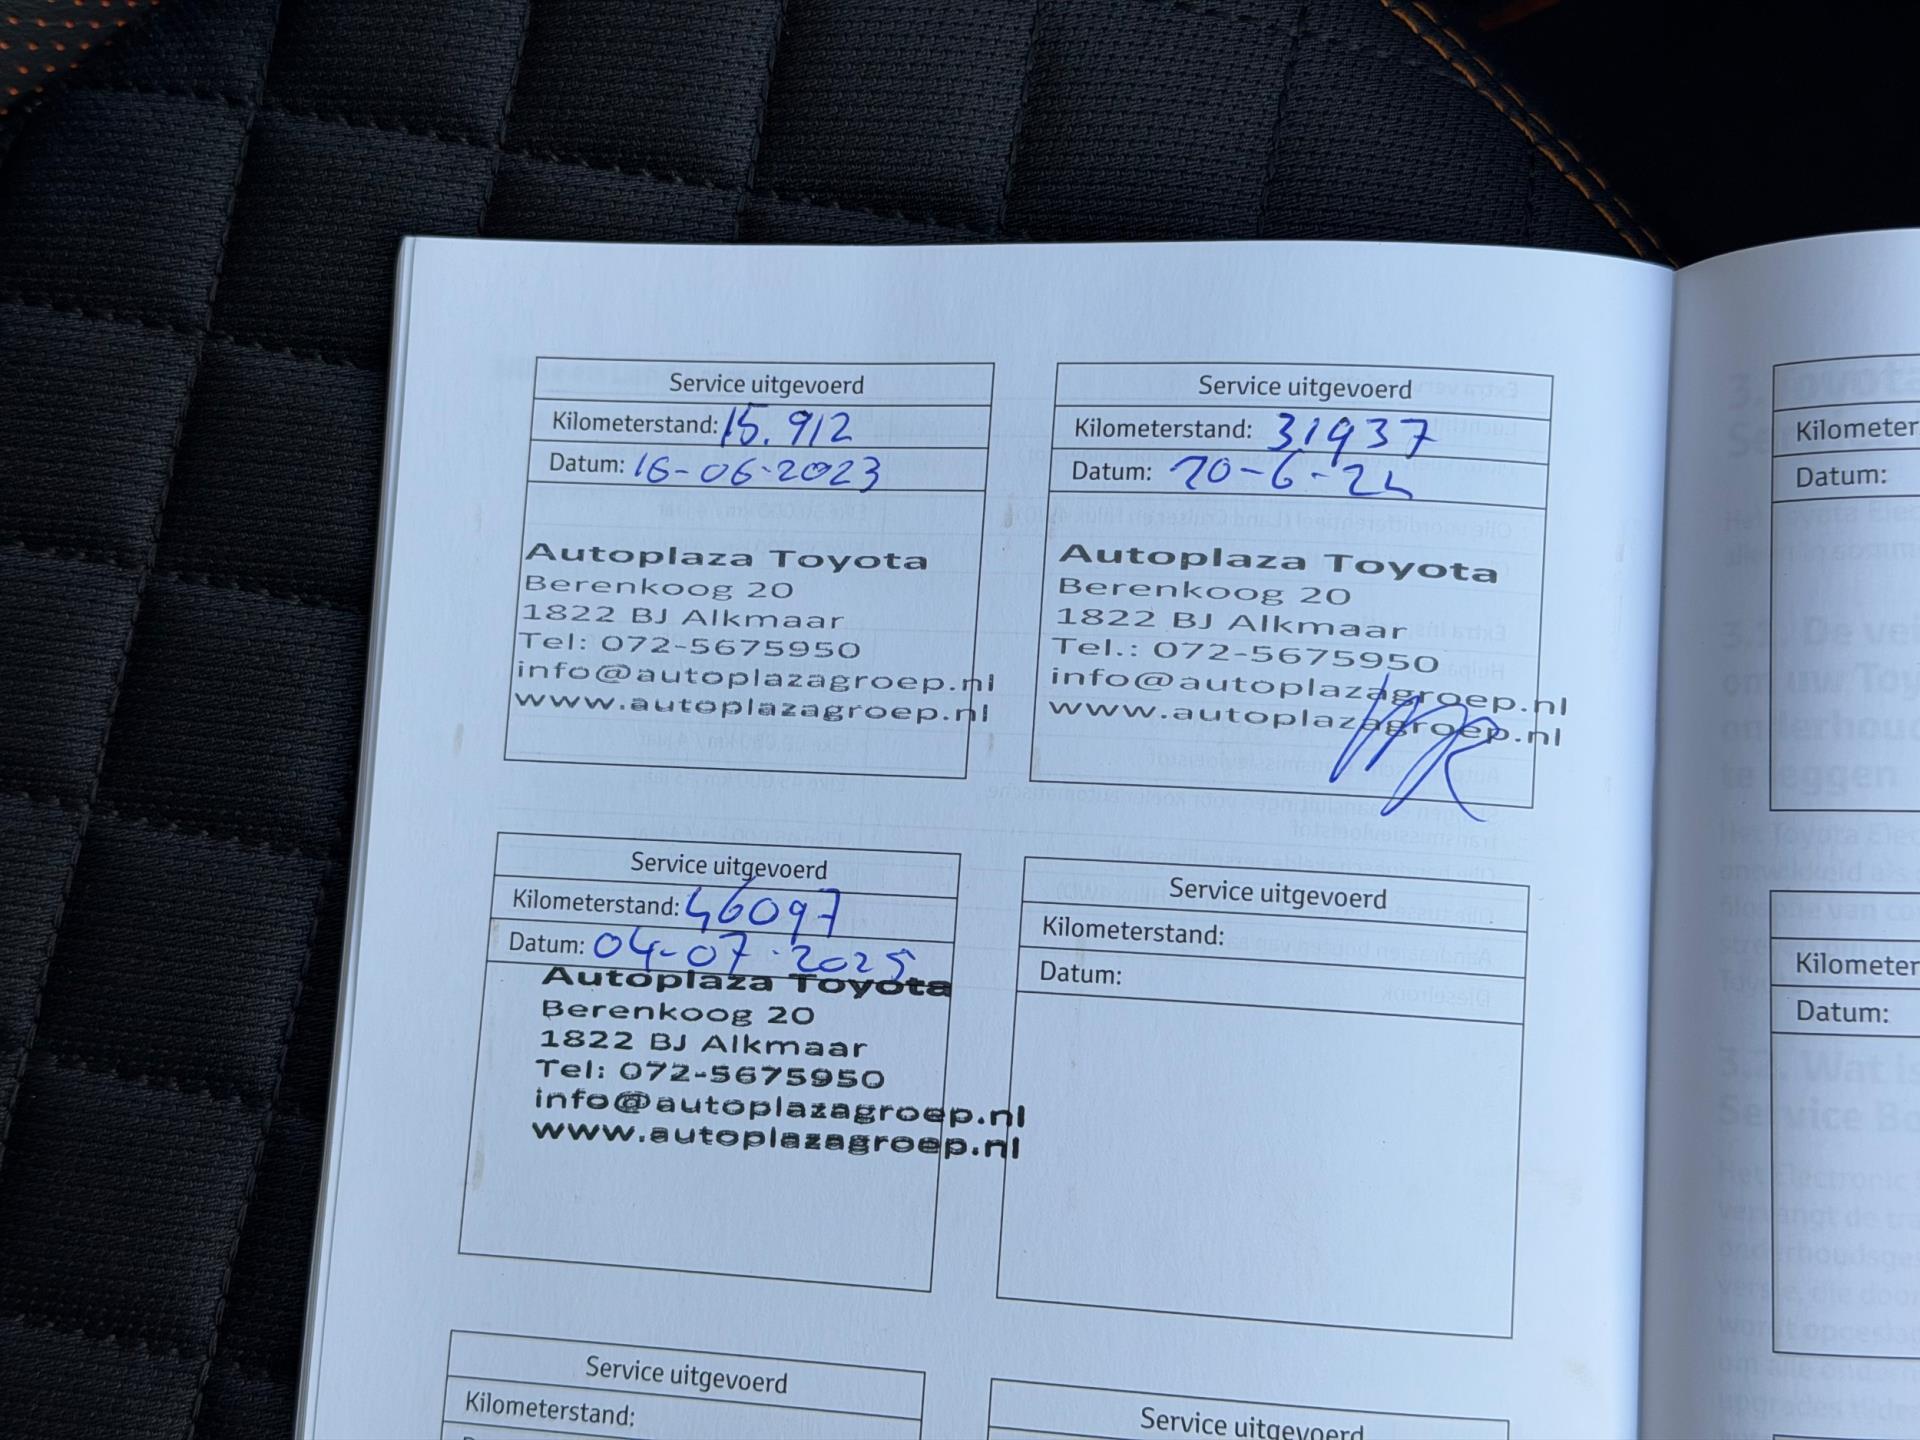 Service uitgevoerd
Kilometerstand: 15.912
Datum: 16-06-2023
Autoplaza Toyota
Berenkoog 20
1822 BJ Alkmaar
Tel: 072-5675950
info@autoplazagroep.nl
www.autoplazagroep.nl
Service uitgevoerd
Kilometerstand: 31937
Datum: 20-6-24
Autoplaza Toyota
Berenkoog 20
1822 BJ Alkmaar
Tel.: 072-5675950
info@autoplazagroep.nl
www.autoplazagroep.nl
Service uitgevoerd
Kilometerstand: 46097
Datum: 04-07-2025
Autoplaza Toyota
Berenkoog 20
1822 BJ Alkmaar
Tel: 072-5675950
info@autoplazagroep.nl
www.autoplazagroep.nl
Service uitgevoerd
Kilometerstand:
Datum:
Service uitgevoerd
Kilometerstand:
Service uitgevoerd
Kilometer
Datum:
Kilometer
Datum: